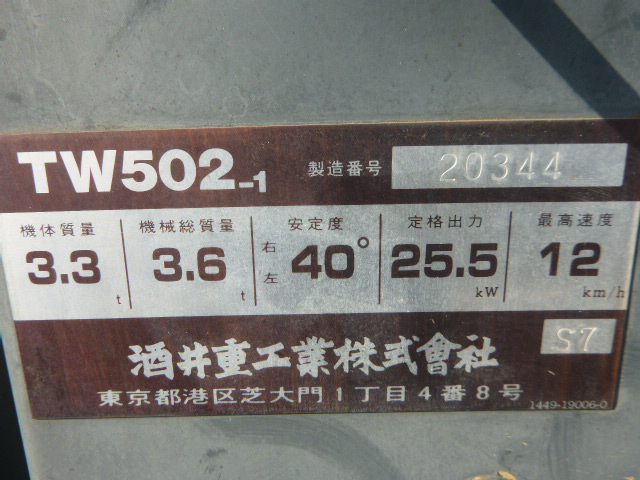 TW502-1 製造番号 20344
機体質量 機械総質量 安定度 定格出力 最高速度
3.3 t 3.6 t 右左 40° 25.5 kW 12 km/h
酒井重工業株式會社 S7
東京都港区芝大門1丁目4番8号
1449-19006-0